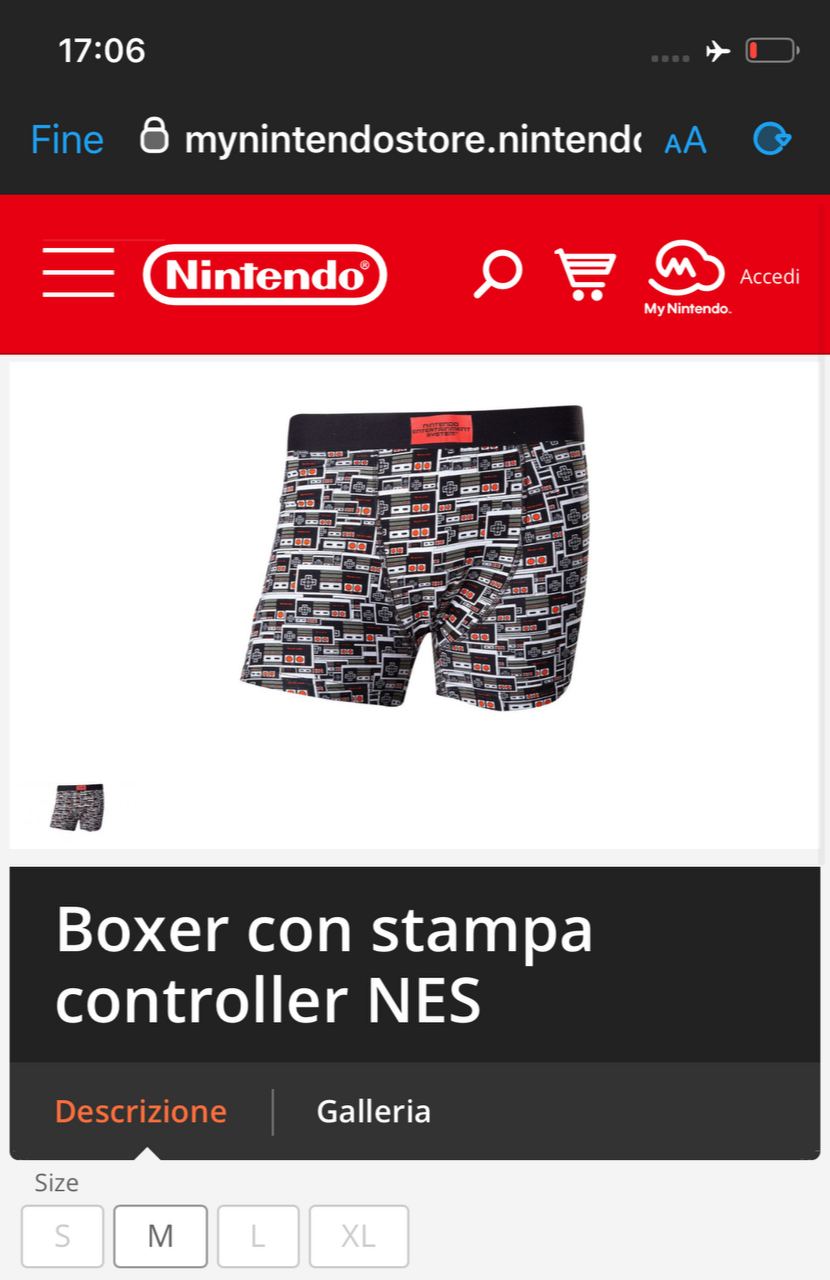 17:06
Fine mynintendostore.nintend
AA
Nintendo®
My Nintendo.
Accedi
NINTENDO
ENTERTAINMENT
SYSTEM
Boxer con stampa
controller NES
Descrizione Galleria
Size
S M L XL